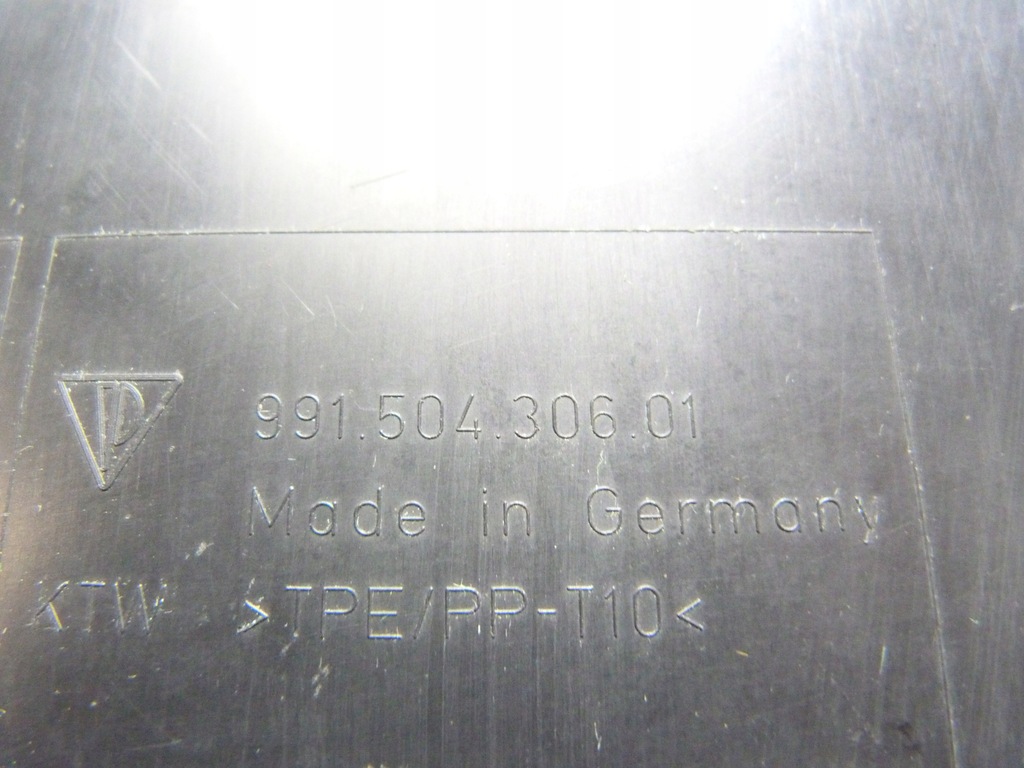 991.504.306.01
Made in Germany
KTW >TPE/PP-T10<